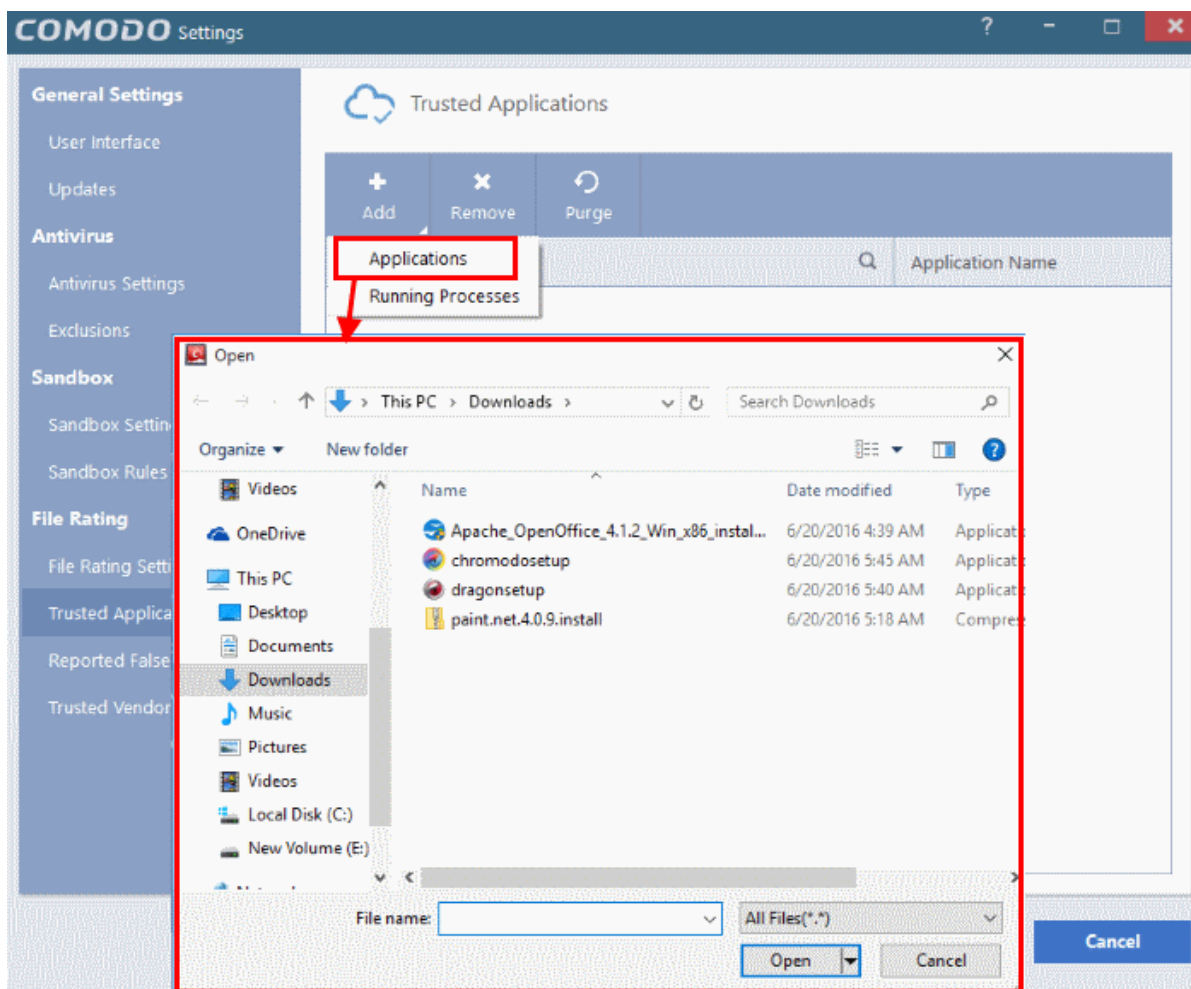 COMODO Settings
?
General Settings
User Interface
Updates
Antivirus
Antivirus Settings
Exclusions
Sandbox
Sandbox Settin
Sandbox Rules
File Rating
File Rating Setti
Trusted Applica
Reported False
Trusted Vendor
Trusted Applications
Add
Remove
Purge
Applications
Running Processes
Application Name
Open
This PC > Downloads >
Search Downloads
Organize
New folder
?
Videos
OneDrive
This PC
Desktop
Documents
Downloads
Music
Pictures
Videos
Local Disk (C:)
New Volume (E:)
Name Date modified Type
Apache_OpenOffice_4.1.2_Win_x86_instal... 6/20/2016 4:39 AM Applicati
chromodosetup 6/20/2016 5:45 AM Applicati
dragonsetup 6/20/2016 5:40 AM Applicati
paint.net.4.0.9.install 6/20/2016 5:18 AM Compres
File name:
All Files(*.*)
Open
Cancel
Cancel